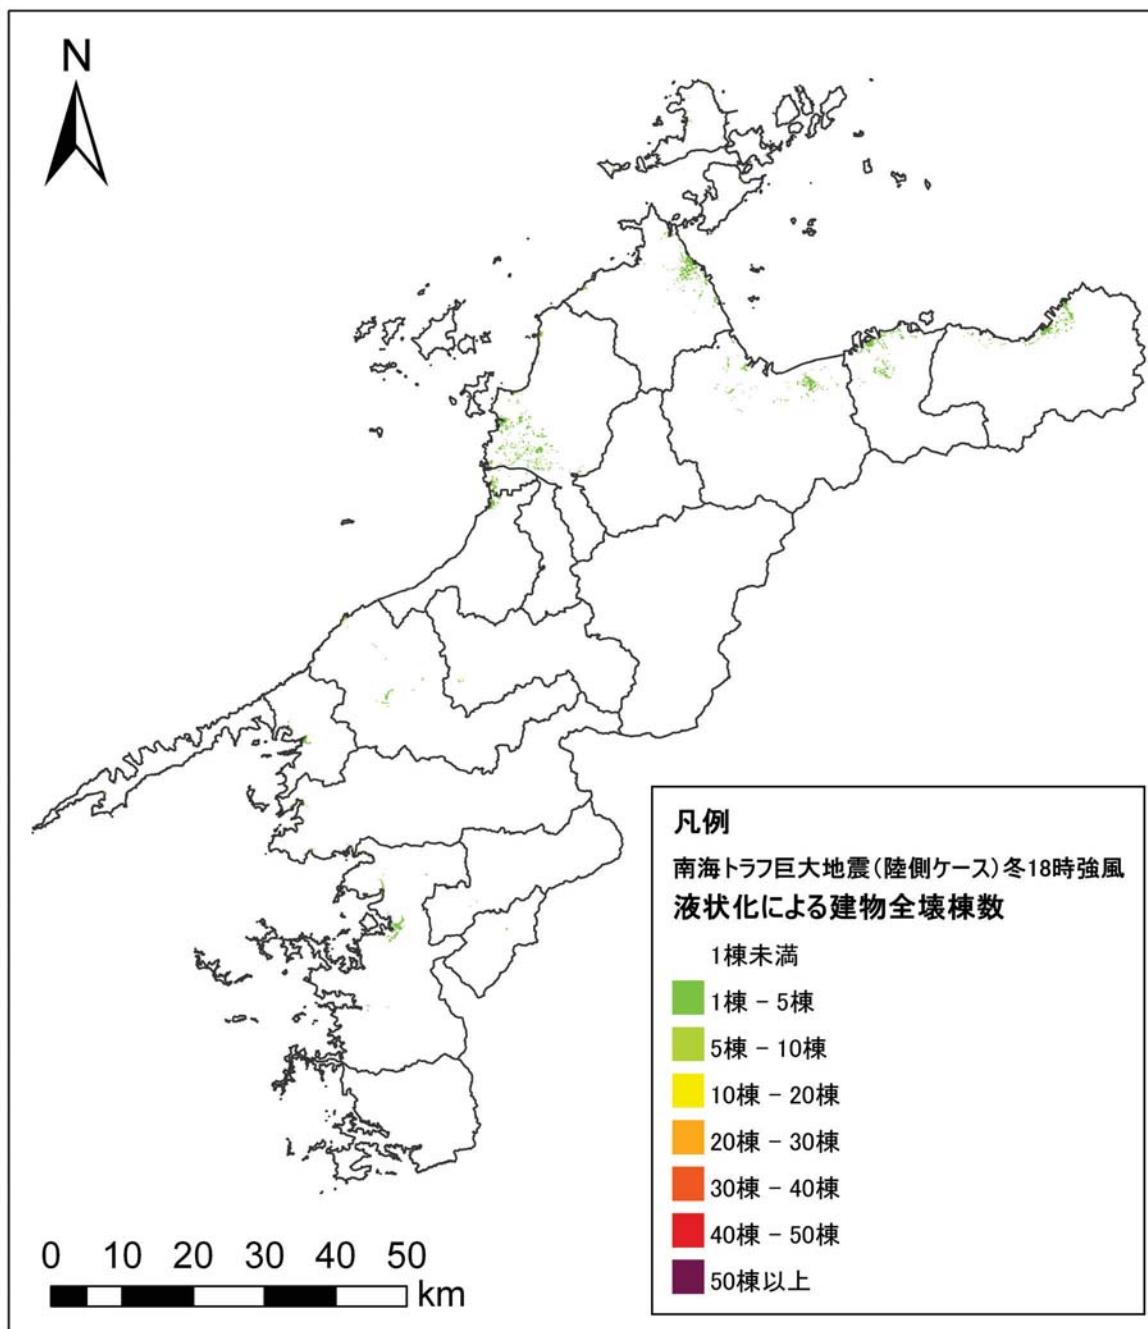 N
凡例
南海トラフ巨大地震(陸側ケース)冬18時強風
液状化による建物全壊棟数
1棟未満
1棟 - 5棟
5棟 - 10棟
10棟 - 20棟
20棟 - 30棟
30棟 - 40棟
40棟 - 50棟
50棟以上
0 10 20 30 40 50
km